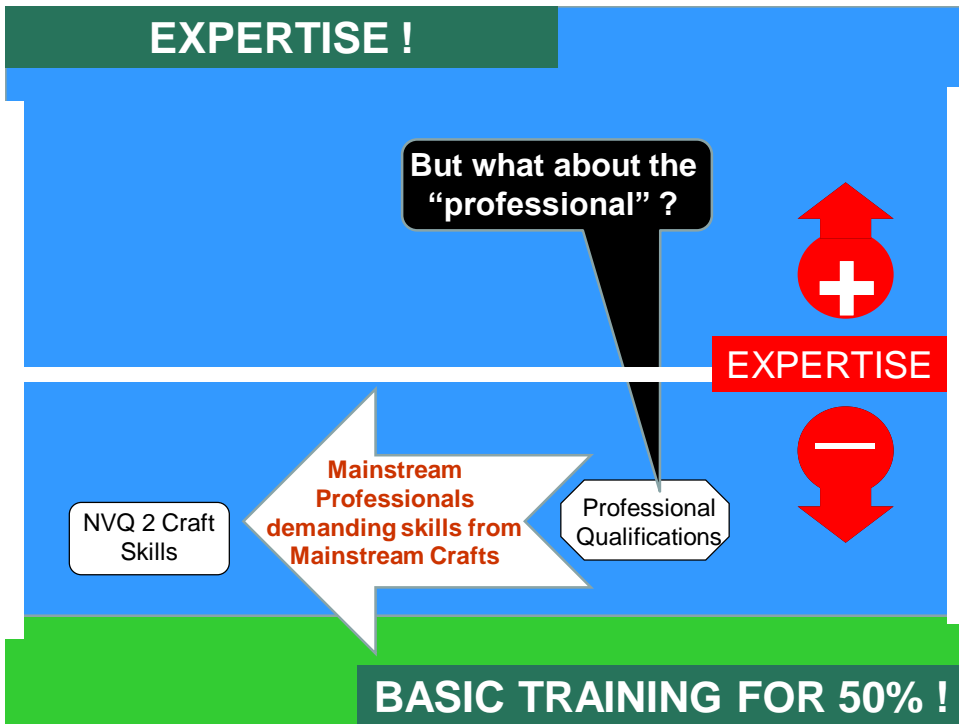 EXPERTISE !
But what about the
“professional” ?
EXPERTISE
Mainstream
Professionals
demanding skills from
Mainstream Crafts
NVQ 2 Craft
Skills
Professional
Qualifications
BASIC TRAINING FOR 50% !